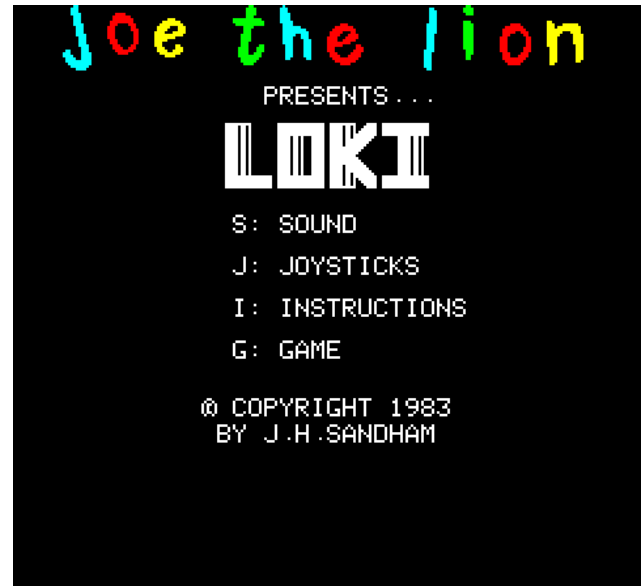 Joe the lion
PRESENTS...
LOKI
S: SOUND
J: JOYSTICKS
I: INSTRUCTIONS
G: GAME
© COPYRIGHT 1983
BY J.H.SANDHAM